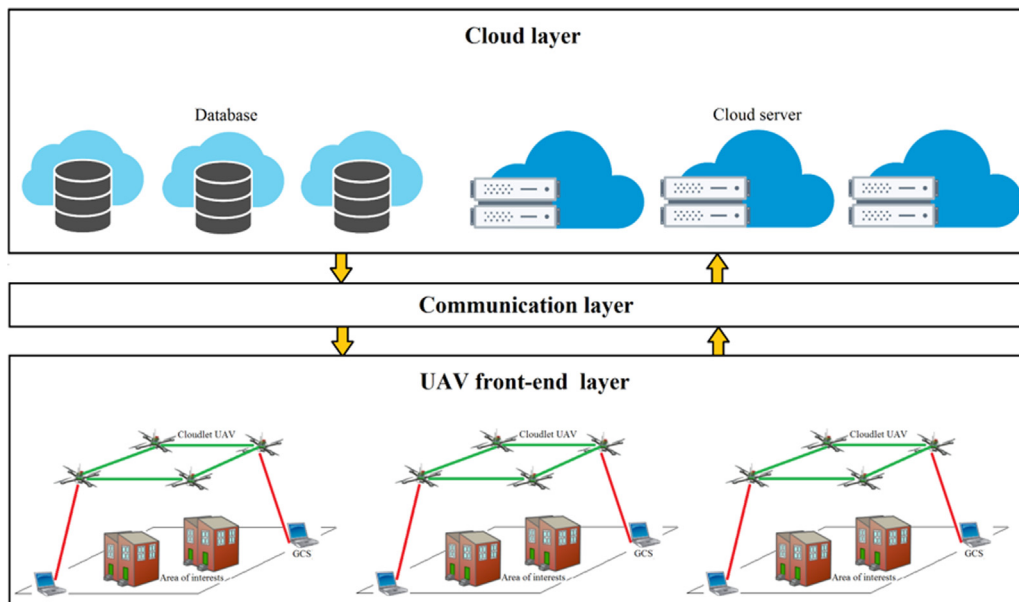 Cloud layer
Database
Cloud server
Communication layer
UAV front-end layer
Cloudlet UAV
Cloudlet UAV
Cloudlet UAV
GCS
GCS
GCS
Area of interests
Area of interests
Area of interests